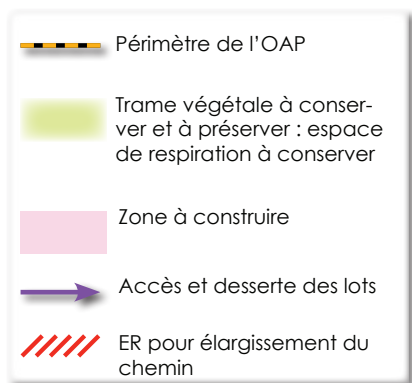 Périmètre de l’OAP
Trame végétale à conser-
ver et à préserver : espace
de respiration à conserver
Zone à construire
Accès et desserte des lots
ER pour élargissement du
chemin